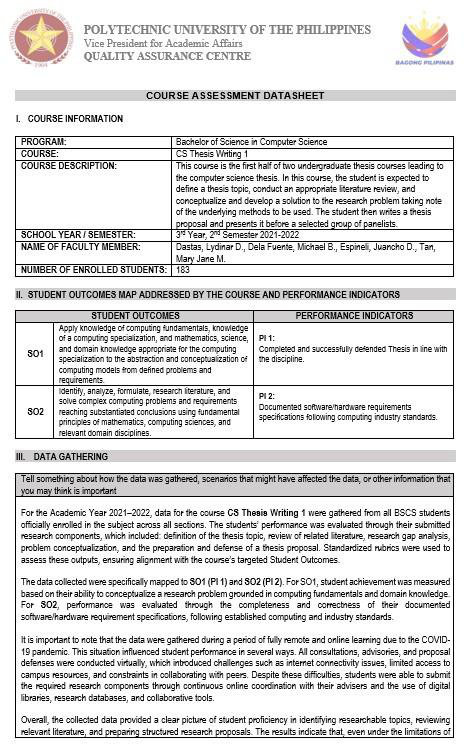 POLYTECHNIC UNIVERSITY OF THE PHILIPPINES
Vice President for Academic Affairs
QUALITY ASSURANCE CENTRE
1904
BAGONG PILIPINAS
COURSE ASSESSMENT DATASHEET
I. COURSE INFORMATION
PROGRAM: Bachelor of Science in Computer Science
COURSE: CS Thesis Writing 1
COURSE DESCRIPTION: This course is the first half of two undergraduate thesis courses leading to
the computer science thesis. In this course, the student is expected to
define a thesis topic, conduct an appropriate literature review, and
conceptualize and develop a solution to the research problem taking note
of the underlying methods to be used. The student then writes a thesis
proposal and presents it before a selected group of panelists.
SCHOOL YEAR / SEMESTER: 3rd Year, 2nd Semester 2021-2022
NAME OF FACULTY MEMBER: Dastas, Lydinar D., Dela Fuente, Michael B., Espineli, Juancho D., Tan,
Mary Jane M.
NUMBER OF ENROLLED STUDENTS: 183
II. STUDENT OUTCOMES MAP ADDRESSED BY THE COURSE AND PERFORMANCE INDICATORS
STUDENT OUTCOMES PERFORMANCE INDICATORS
SO1
Apply knowledge of computing fundamentals, knowledge
of a computing specialization, and mathematics, science,
and domain knowledge appropriate for the computing
specialization to the abstraction and conceptualization of
computing models from defined problems and
requirements.
PI 1:
Completed and successfully defended Thesis in line with
the discipline.
SO2
Identify, analyze, formulate, research literature, and
solve complex computing problems and requirements
reaching substantiated conclusions using fundamental
principles of mathematics, computing sciences, and
relevant domain disciplines.
PI 2:
Documented software/hardware requirements
specifications following computing industry standards.
III. DATA GATHERING
Tell something about how the data was gathered, scenarios that might have affected the data, or other information that
you may think is important
For the Academic Year 2021–2022, data for the course CS Thesis Writing 1 were gathered from all BSCS students
officially enrolled in the subject across all sections. The students' performance was evaluated through their submitted
research components, which included: definition of the thesis topic, review of related literature, research gap analysis,
problem conceptualization, and the preparation and defense of a thesis proposal. Standardized rubrics were used to
assess these outputs, ensuring alignment with the course's targeted Student Outcomes.
The data collected were specifically mapped to SO1 (PI 1) and SO2 (PI 2). For SO1, student achievement was measured
based on their ability to conceptualize a research problem grounded in computing fundamentals and domain knowledge.
For SO2, performance was evaluated through the completeness and correctness of their documented
software/hardware requirement specifications, following established computing and industry standards.
It is important to note that the data were gathered during a period of fully remote and online learning due to the COVID-
19 pandemic. This situation influenced student performance in several ways. All consultations, advisories, and proposal
defenses were conducted virtually, which introduced challenges such as internet connectivity issues, limited access to
campus resources, and constraints in collaborating with peers. Despite these difficulties, students were able to submit
the required research components through continuous online coordination with their advisers and the use of digital
libraries, research databases, and collaborative tools.
Overall, the collected data provided a clear picture of student proficiency in identifying researchable topics, reviewing
relevant literature, and preparing structured research proposals. The results indicate that, even under the limitations of